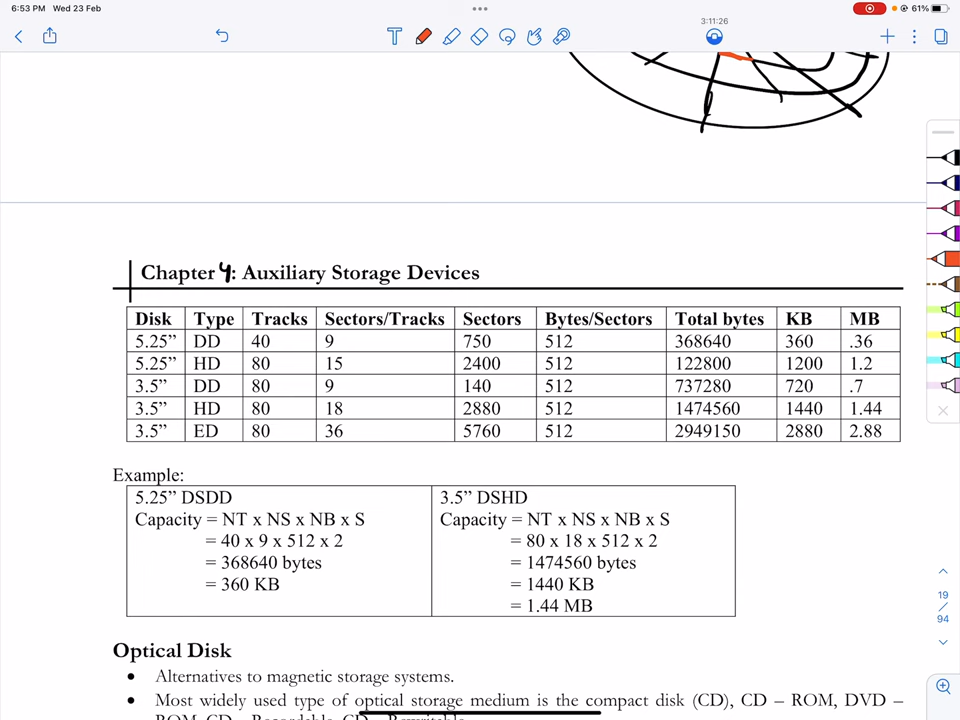 6:53 PM Wed 23 Feb
61%
3:11:26
Chapter 4: Auxiliary Storage Devices
Disk Type Tracks Sectors/Tracks Sectors Bytes/Sectors Total bytes KB MB
5.25” DD 40 9 750 512 368640 360 .36
5.25” HD 80 15 2400 512 122800 1200 1.2
3.5” DD 80 9 140 512 737280 720 .7
3.5” HD 80 18 2880 512 1474560 1440 1.44
3.5” ED 80 36 5760 512 2949150 2880 2.88
Example:
5.25” DSDD
Capacity = NT x NS x NB x S
= 40 x 9 x 512 x 2
= 368640 bytes
= 360 KB
3.5” DSHD
Capacity = NT x NS x NB x S
= 80 x 18 x 512 x 2
= 1474560 bytes
= 1440 KB
= 1.44 MB
19
/
94
Optical Disk
• Alternatives to magnetic storage systems.
• Most widely used type of optical storage medium is the compact disk (CD), CD – ROM, DVD –
ROM, CD – Recordable, CD – Rewritable